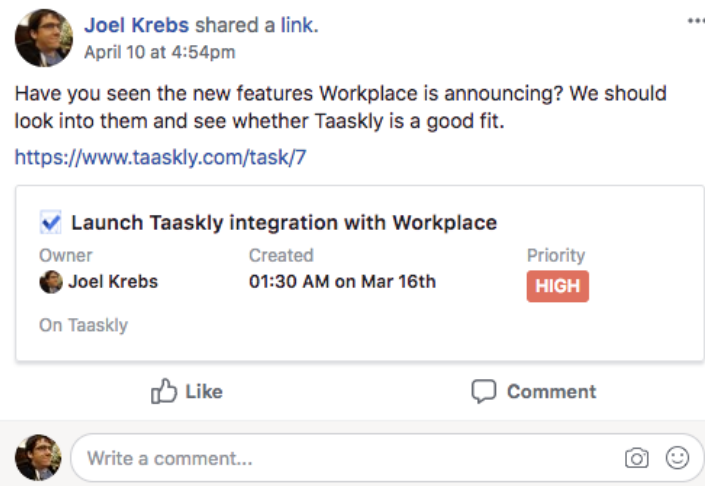 Joel Krebs shared a link.
April 10 at 4:54pm
Have you seen the new features Workplace is announcing? We should
look into them and see whether Taaskly is a good fit.
https://www.taaskly.com/task/7
Launch Taaskly integration with Workplace
Owner Created Priority
Joel Krebs 01:30 AM on Mar 16th HIGH
On Taaskly
Like Comment
Write a comment...